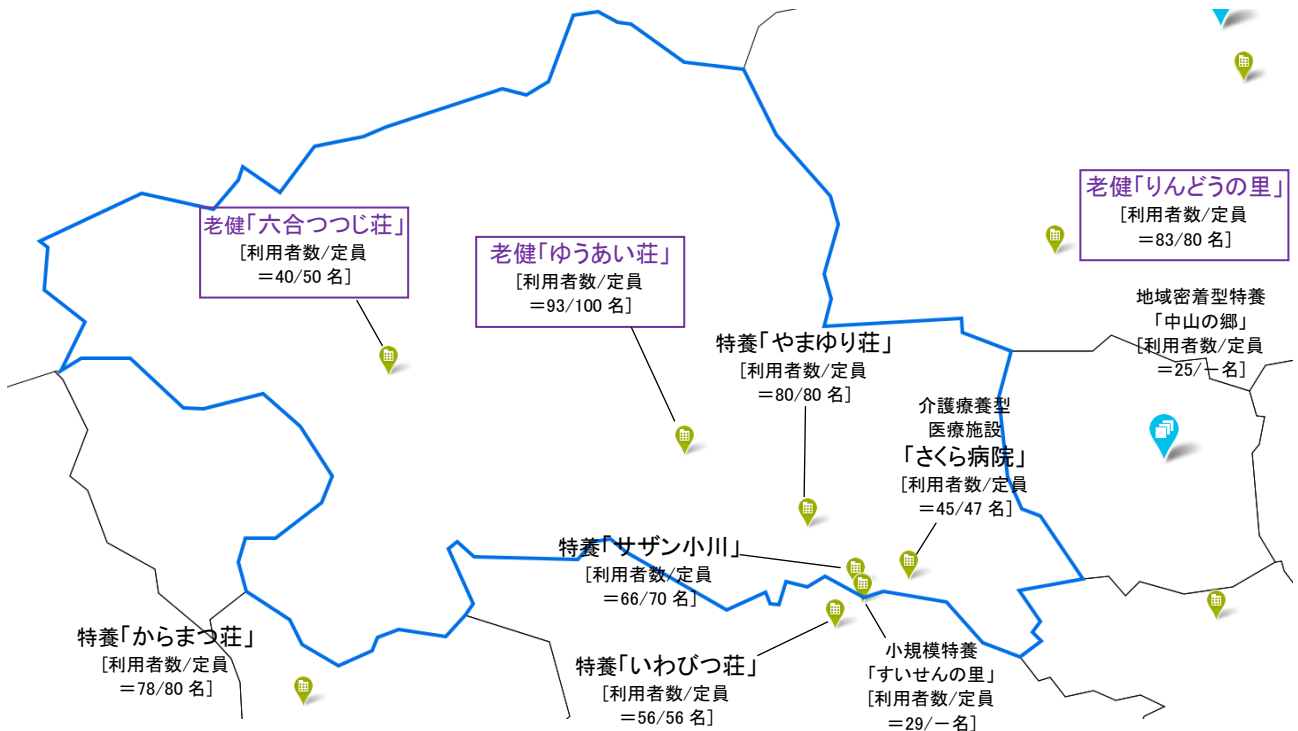 老健「六合つつじ荘」
[利用者数/定員
＝40/50 名]
老健「ゆうあい荘」
[利用者数/定員
＝93/100 名]
老健「りんどうの里」
[利用者数/定員
＝83/80 名]
地域密着型特養
「中山の郷」
[利用者数/定員
＝25/－名]
特養「やまゆり荘」
[利用者数/定員
＝80/80 名]
介護療養型
医療施設
「さくら病院」
[利用者数/定員
＝45/47 名]
特養「サザン小川」
[利用者数/定員
＝66/70 名]
特養「からまつ荘」
[利用者数/定員
＝78/80 名]
特養「いわびつ荘」
[利用者数/定員
＝56/56 名]
小規模特養
「すいせんの里」
[利用者数/定員
＝29/－名]